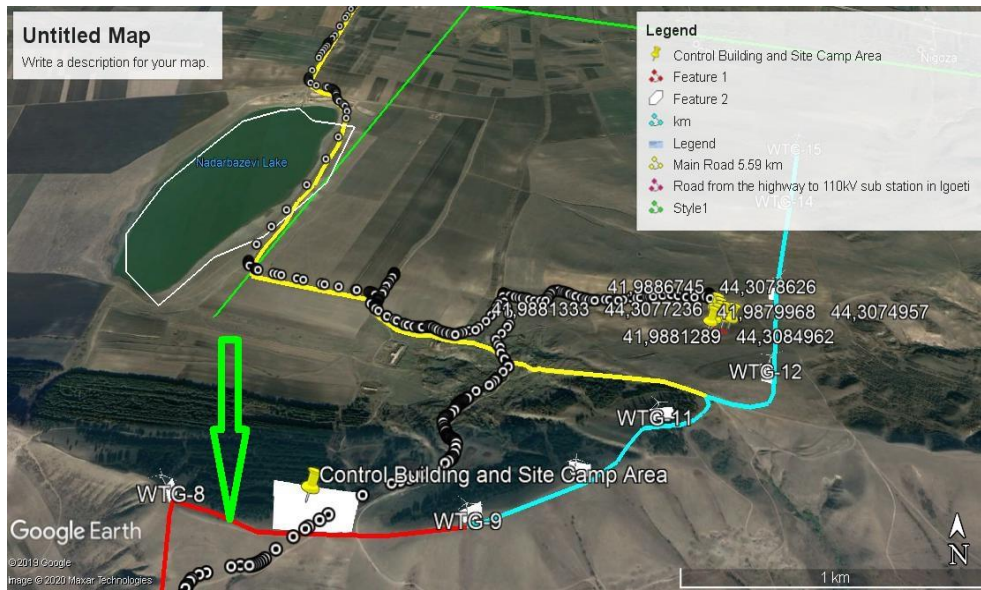 Untitled Map
Write a description for your map.
Legend
Control Building and Site Camp Area
Feature 1
Feature 2
km
Legend
Main Road 5.59 km
Road from the highway to 110kV sub station in Igoeti
Style1
Nigoza
WTG-15
WTG-14
Nadarbazevi Lake
41,9886745 44,3078626
41,9881333 44,3077236 41,9879968 44,3074957
41,9881289 44,3084962
WTG-12
WTG-11
Control Building and Site Camp Area
WTG-8
WTG-9
Google Earth
©2019 Google
Image © 2020 Maxar Technologies
N
1 km